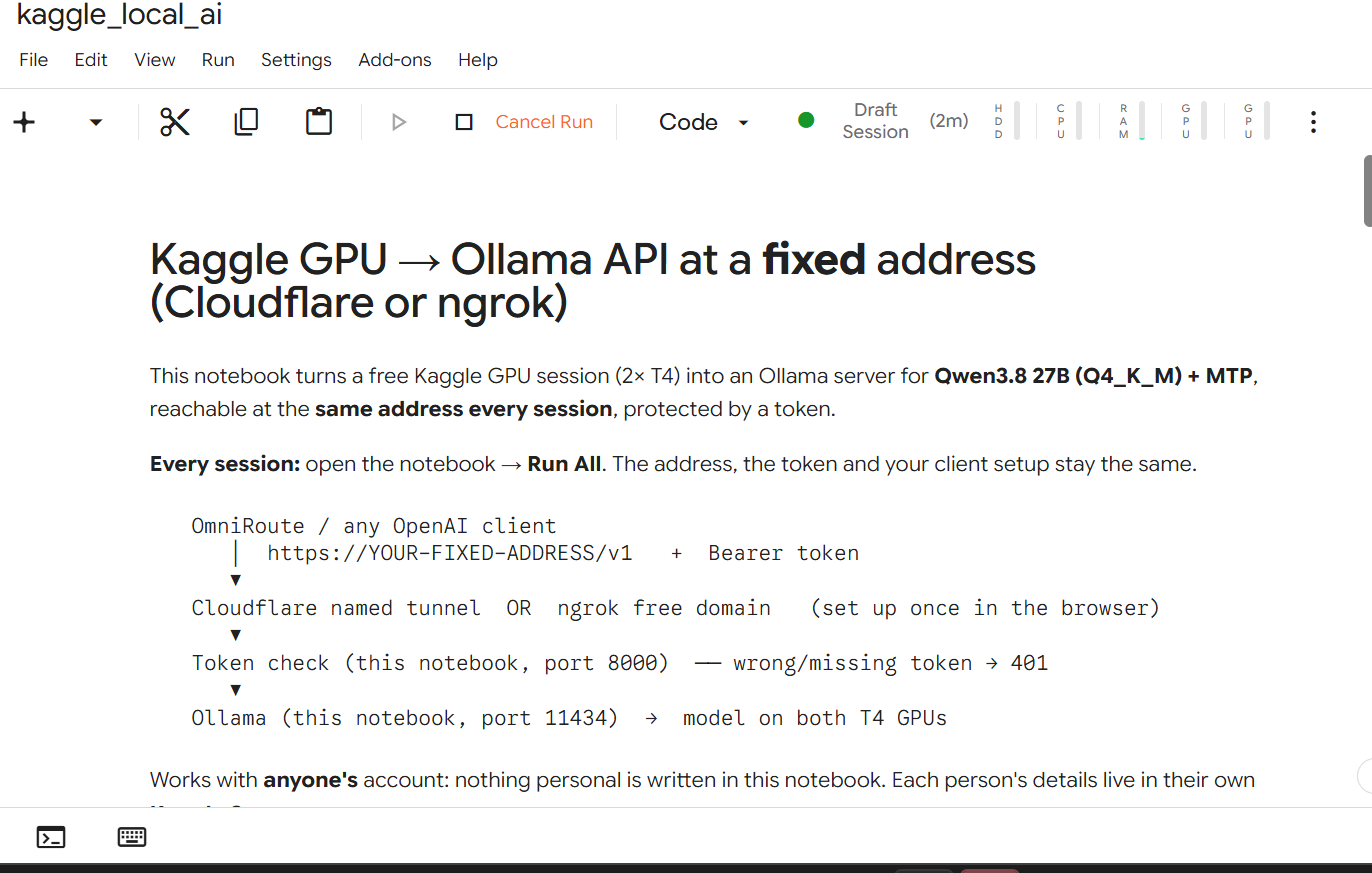 kaggle_local_ai
File Edit View Run Settings Add-ons Help
Cancel Run Code Draft Session (2m) HDD CPU RAM GPU GPU
Kaggle GPU → Ollama API at a fixed address
(Cloudflare or ngrok)
This notebook turns a free Kaggle GPU session (2× T4) into an Ollama server for Qwen3.8 27B (Q4_K_M) + MTP,
reachable at the same address every session, protected by a token.
Every session: open the notebook → Run All. The address, the token and your client setup stay the same.
OmniRoute / any OpenAI client
│ https://YOUR-FIXED-ADDRESS/v1 + Bearer token
▼
Cloudflare named tunnel OR ngrok free domain (set up once in the browser)
▼
Token check (this notebook, port 8000) ── wrong/missing token → 401
▼
Ollama (this notebook, port 11434) → model on both T4 GPUs
Works with anyone's account: nothing personal is written in this notebook. Each person's details live in their own